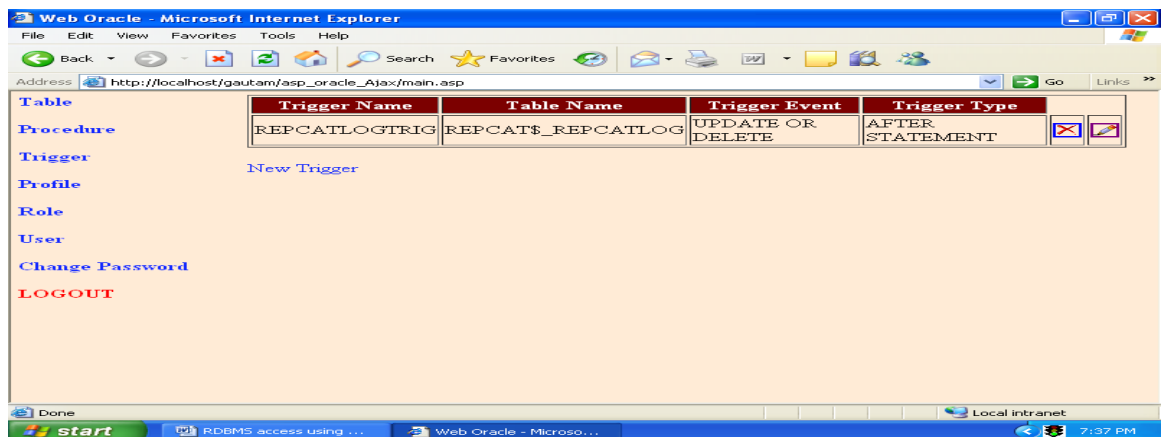 Web Oracle - Microsoft Internet Explorer
File Edit View Favorites Tools Help
Back Search Favorites
Address http://localhost/gautam/asp_oracle_Ajax/main.asp Go Links »
Table
Procedure
Trigger
Profile
Role
User
Change Password
LOGOUT
Trigger Name Table Name Trigger Event Trigger Type
REPCATLOGTRIG REPCAT$_REPCATLOG UPDATE OR DELETE AFTER STATEMENT
New Trigger
Done Local intranet
start RDBMS access using ... Web Oracle - Microso... 7:37 PM